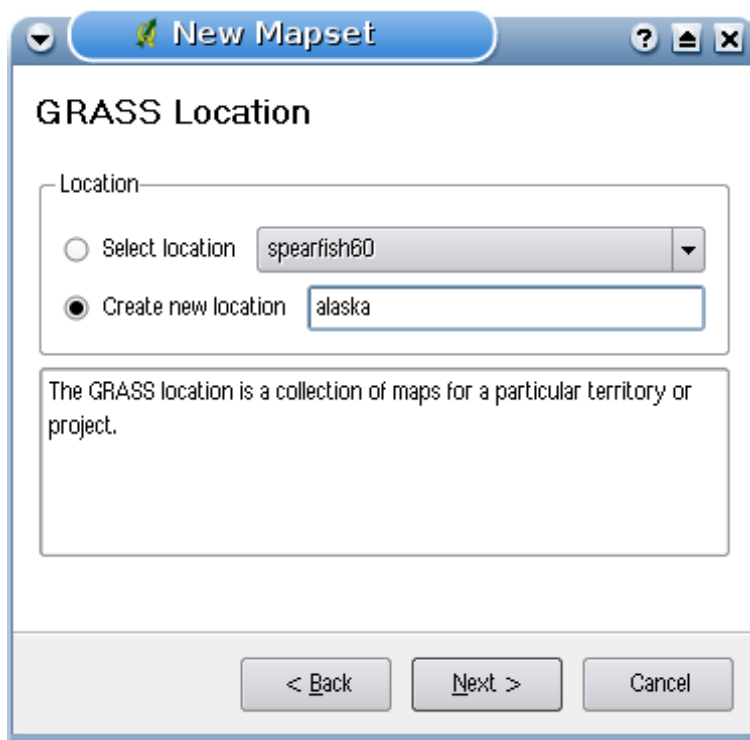 New Mapset
?
GRASS Location
Location
Select location spearfish60
Create new location alaska
The GRASS location is a collection of maps for a particular territory or
project.
< Back Next > Cancel